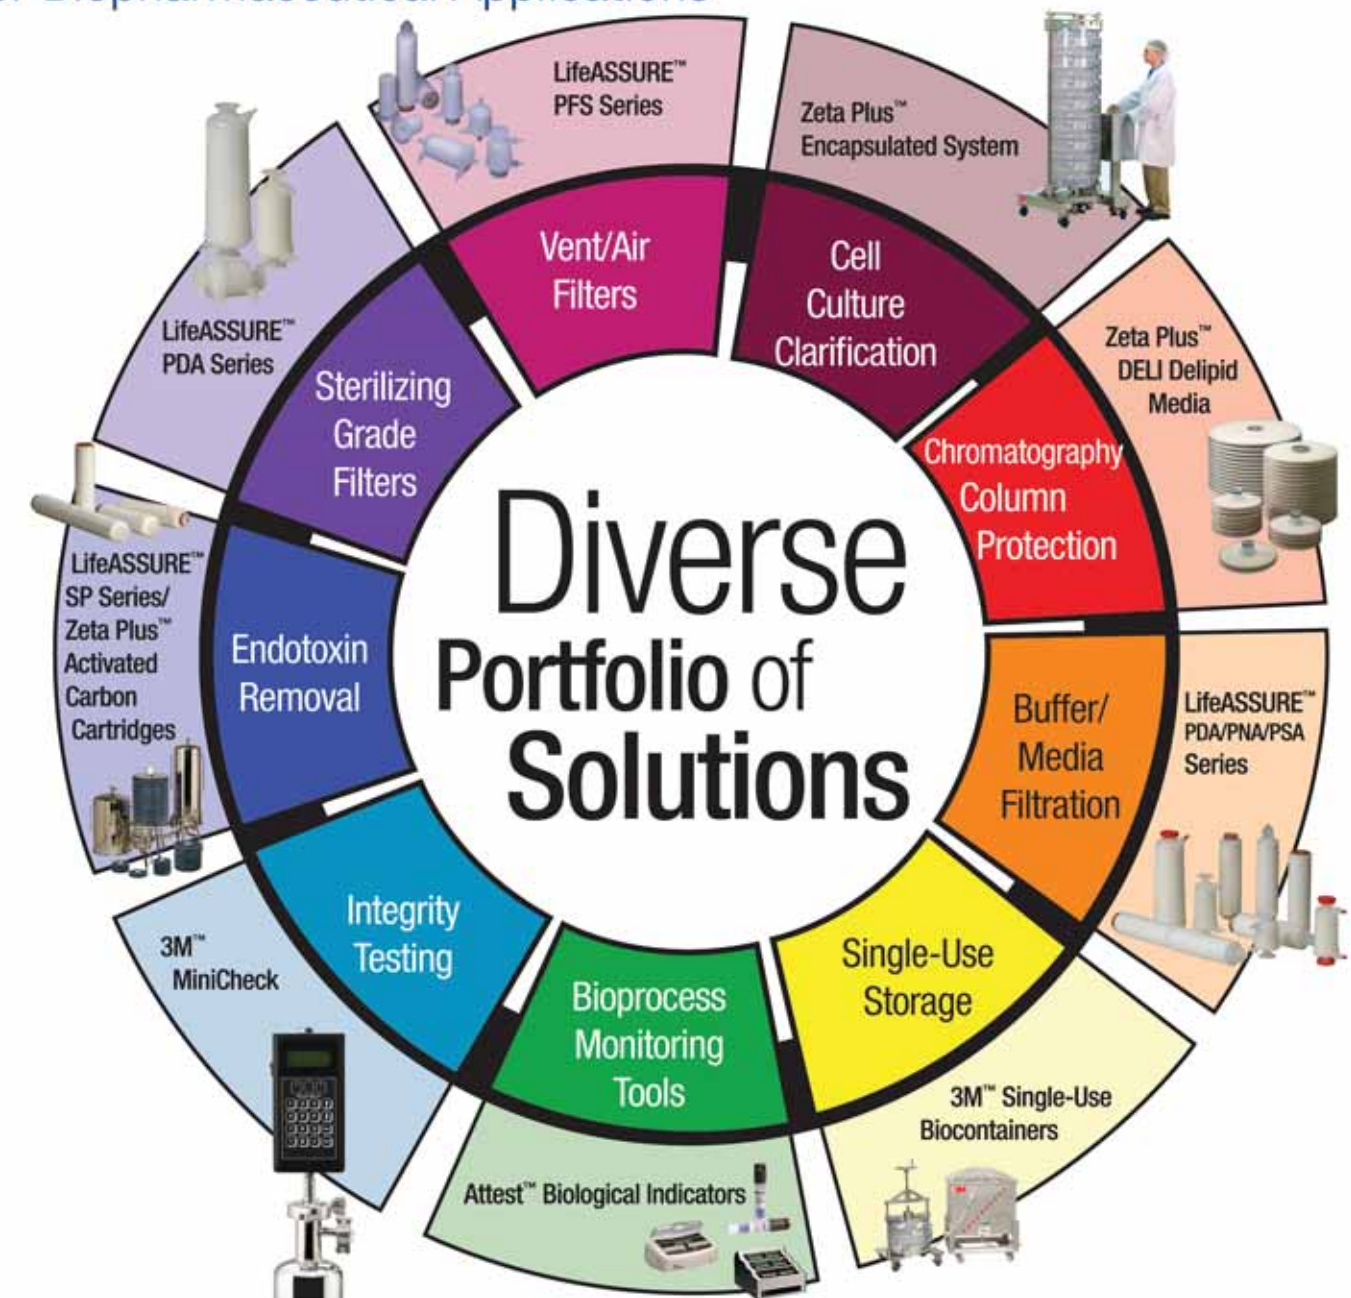 Biopharmaceutical Applications
LifeASSURE™
PFS Series
Zeta Plus™
Encapsulated System
Vent/Air
Filters
Cell
Culture
Clarification
Zeta Plus™
DELI Delipid
Media
LifeASSURE™
PDA Series
Sterilizing
Grade
Filters
Chromatography
Column
Protection
Diverse
Portfolio of
Solutions
LifeASSURE™
SP Series/
Zeta Plus™
Activated
Carbon
Cartridges
Endotoxin
Removal
Buffer/
Media
Filtration
LifeASSURE™
PDA/PNA/PSA
Series
Integrity
Testing
3M™
MiniCheck
Bioprocess
Monitoring
Tools
Single-Use
Storage
3M™ Single-Use
Biocontainers
Attest™ Biological Indicators